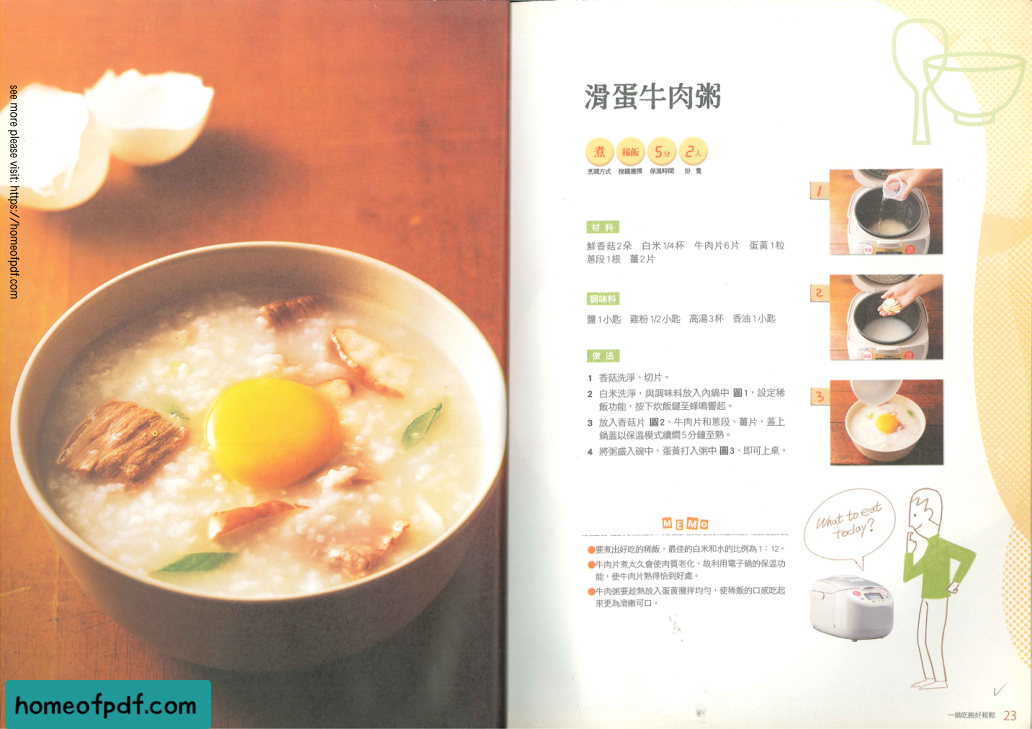 see more please visit: https://homeofpdf.com
homeofpdf.com
滑蛋牛肉粥
煮 稀飯 5分 2人
烹調方式 按鍵選擇 保溫時間 份量
材料
鮮香菇2朵 白米1/4杯 牛肉片6片 蛋黃1粒
蔥段1根 薑2片
調味料
鹽1小匙 雞粉1/2小匙 高湯3杯 香油1小匙
做法
1 香菇洗淨、切片。
2 白米洗淨,與調味料放入內鍋中 圖1,設定稀
飯功能,按下炊飯鍵至蜂鳴響起。
3 放入香菇片 圖2、牛肉片和蔥段、薑片,蓋上
鍋蓋以保溫模式續燜5分鐘至熟。
4 將粥盛入碗中,蛋黃打入粥中 圖3,即可上桌。
1
2
3
MEMO
●要煮出好吃的稀飯,最佳的白米和水的比例為1:12。
●牛肉片煮太久會使肉質老化,故利用電子鍋的保溫功
能,使牛肉片熟得恰到好處。
●牛肉粥要趁熱放入蛋黃攪拌均勻,使稀飯的口感吃起
來更為滑嫩可口。
What to eat
today?
一鍋吃飽好輕鬆 23